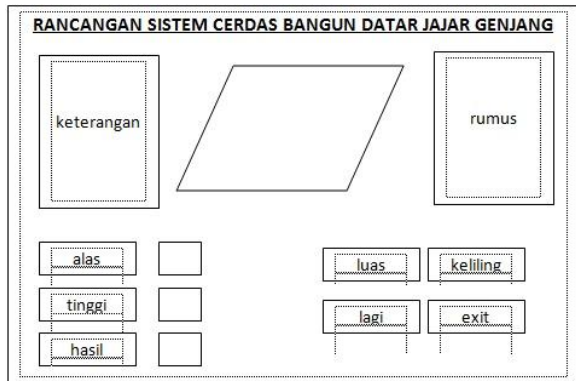 RANCANGAN SISTEM CERDAS BANGUN DATAR JAJAR GENJANG
keterangan
rumus
alas
luas
keliling
tinggi
lagi
exit
hasil